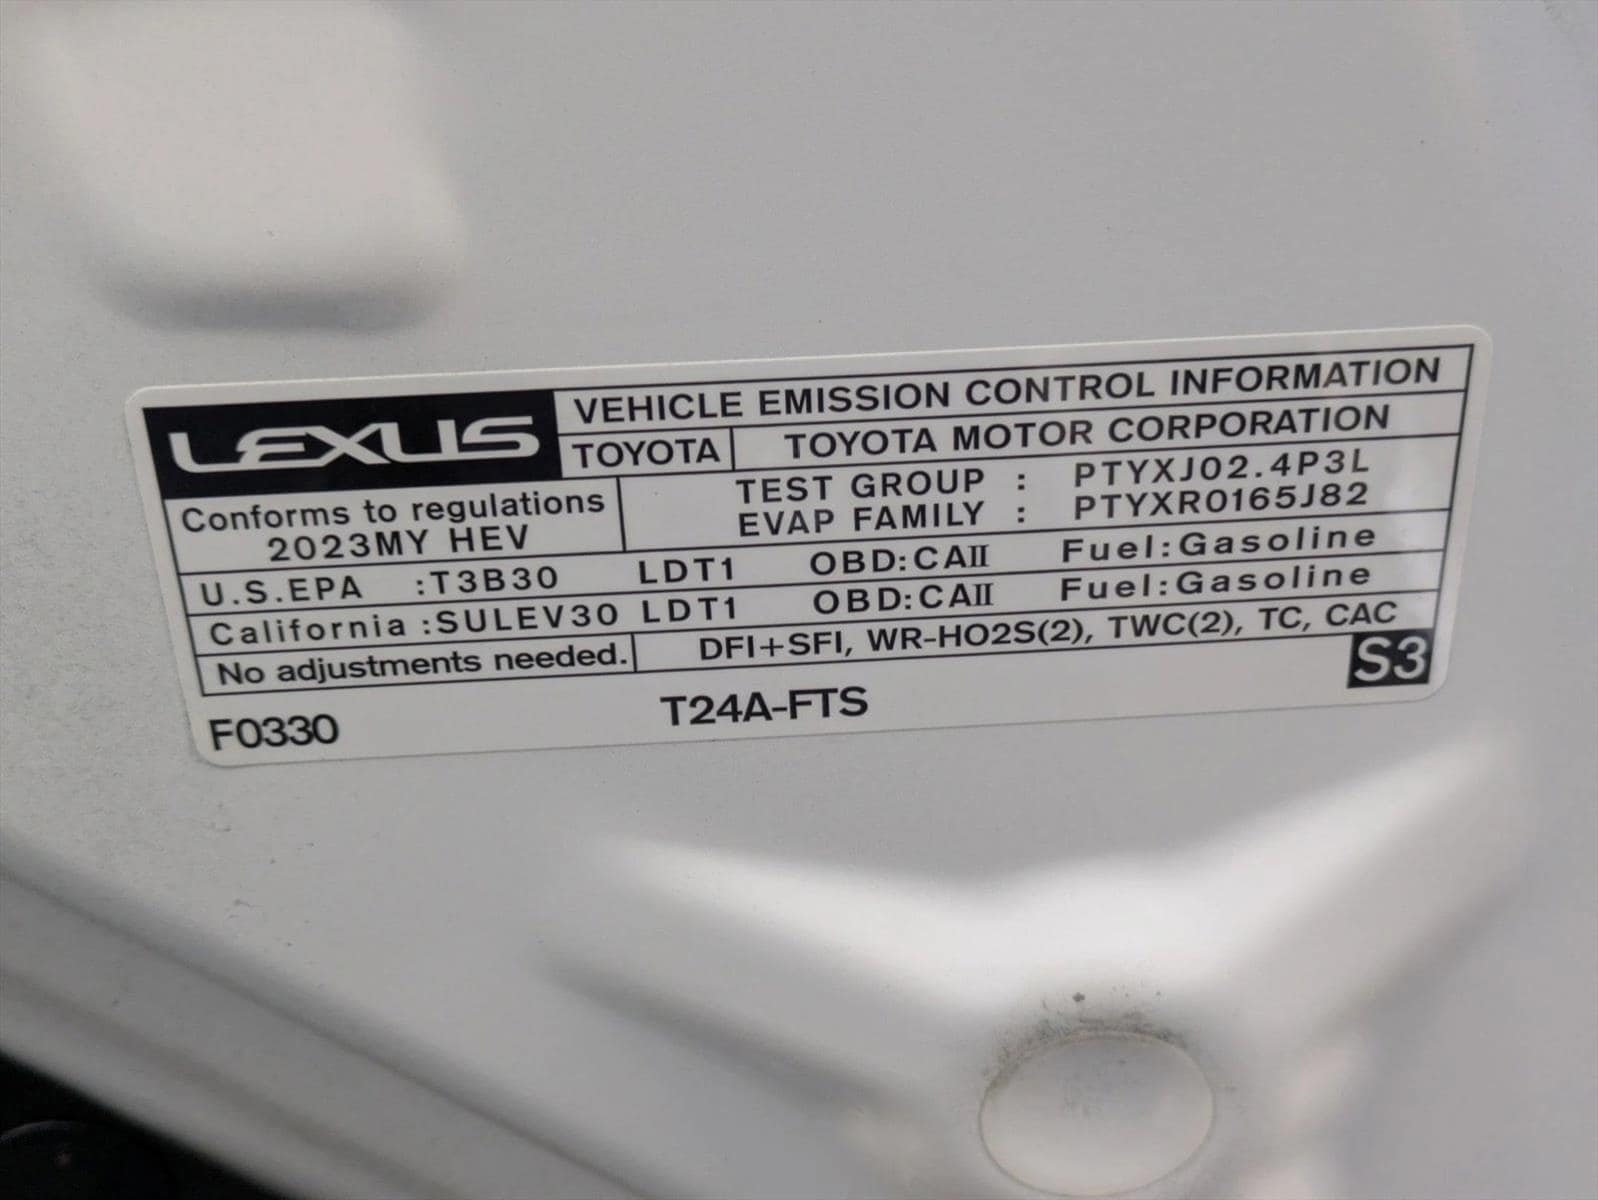 LEXUS
VEHICLE EMISSION CONTROL INFORMATION
TOYOTA TOYOTA MOTOR CORPORATION
Conforms to regulations
2023MY HEV
TEST GROUP : PTYXJ02.4P3L
EVAP FAMILY : PTYXR0165J82
U.S.EPA :T3B30 LDT1 OBD:CAII Fuel:Gasoline
California :SULEV30 LDT1 OBD:CAII Fuel:Gasoline
No adjustments needed. DFI+SFI, WR-HO2S(2), TWC(2), TC, CAC
F0330 T24A-FTS S3